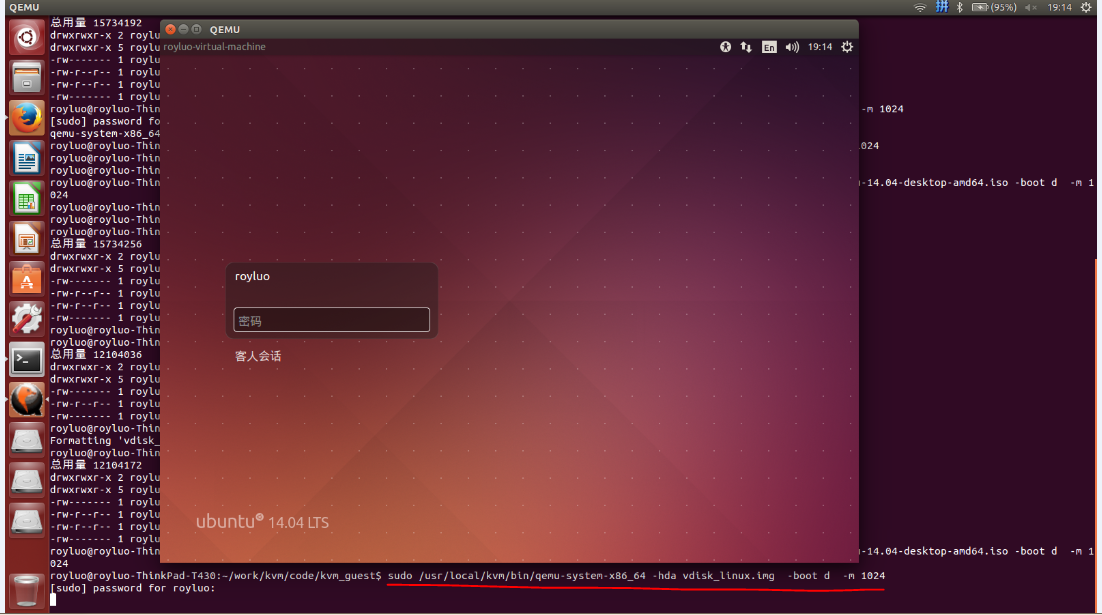 QEMU
(95%)
19:14
总用量 15734192
drwxrwxr-x 2 roylu
drwxrwxr-x 5 roylu
-rw------- 1 roylu
-rw-r--r-- 1 roylu
-rw-r--r-- 1 roylu
-rw------- 1 roylu
royluo@royluo-Thin
-m 1024
[sudo] password fo
qemu-system-x86_64
royluo@royluo-Thin
024
royluo@royluo-Thin
royluo@royluo-Thin
royluo@royluo-Thin
-14.04-desktop-amd64.iso -boot d  -m 1
024
royluo@royluo-Thin
royluo@royluo-Thin
royluo@royluo-Thin
总用量 15734256
drwxrwxr-x 2 roylu
drwxrwxr-x 5 roylu
-rw------- 1 roylu
-rw-r--r-- 1 roylu
-rw-r--r-- 1 roylu
-rw------- 1 roylu
royluo@royluo-Thin
royluo@royluo-Thin
总用量 12104036
drwxrwxr-x 2 roylu
drwxrwxr-x 5 roylu
-rw------- 1 roylu
-rw-r--r-- 1 roylu
-rw------- 1 roylu
royluo@royluo-Thin
Formatting 'vdisk_
royluo@royluo-Thin
总用量 12104172
drwxrwxr-x 2 roylu
drwxrwxr-x 5 roylu
-rw------- 1 roylu
-rw-r--r-- 1 roylu
-rw-r--r-- 1 roylu
-rw------- 1 roylu
royluo@royluo-Thin
-14.04-desktop-amd64.iso -boot d  -m 1
024
royluo@royluo-ThinkPad-T430:~/work/kvm/code/kvm_guest$ sudo /usr/local/kvm/bin/qemu-system-x86_64 -hda vdisk_linux.img  -boot d  -m 1024
[sudo] password for royluo:
QEMU
royluo-virtual-machine
En
19:14
royluo
密码
客人会话
ubuntu® 14.04 LTS
拼